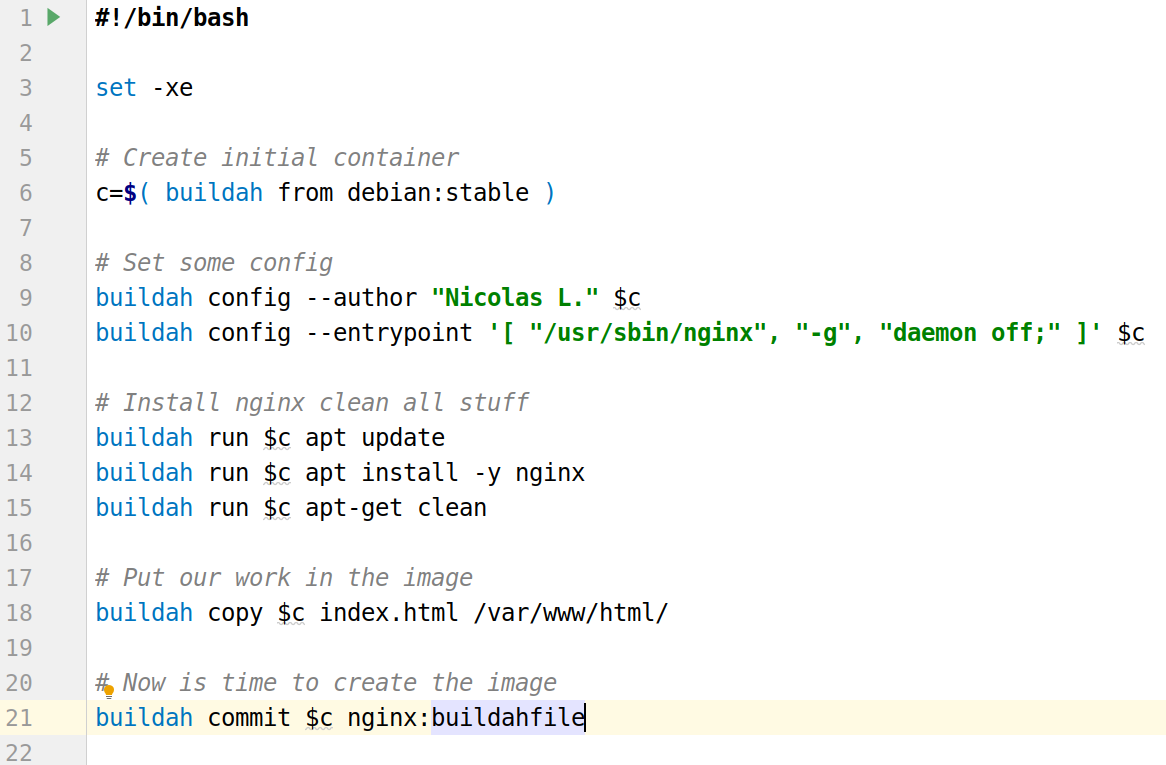 1 #!/bin/bash
2
3 set -xe
4
5 # Create initial container
6 c=$( buildah from debian:stable )
7
8 # Set some config
9 buildah config --author "Nicolas L." $c
10 buildah config --entrypoint '[ "/usr/sbin/nginx", "-g", "daemon off;" ]' $c
11
12 # Install nginx clean all stuff
13 buildah run $c apt update
14 buildah run $c apt install -y nginx
15 buildah run $c apt-get clean
16
17 # Put our work in the image
18 buildah copy $c index.html /var/www/html/
19
20 # Now is time to create the image
21 buildah commit $c nginx:buildahfile
22